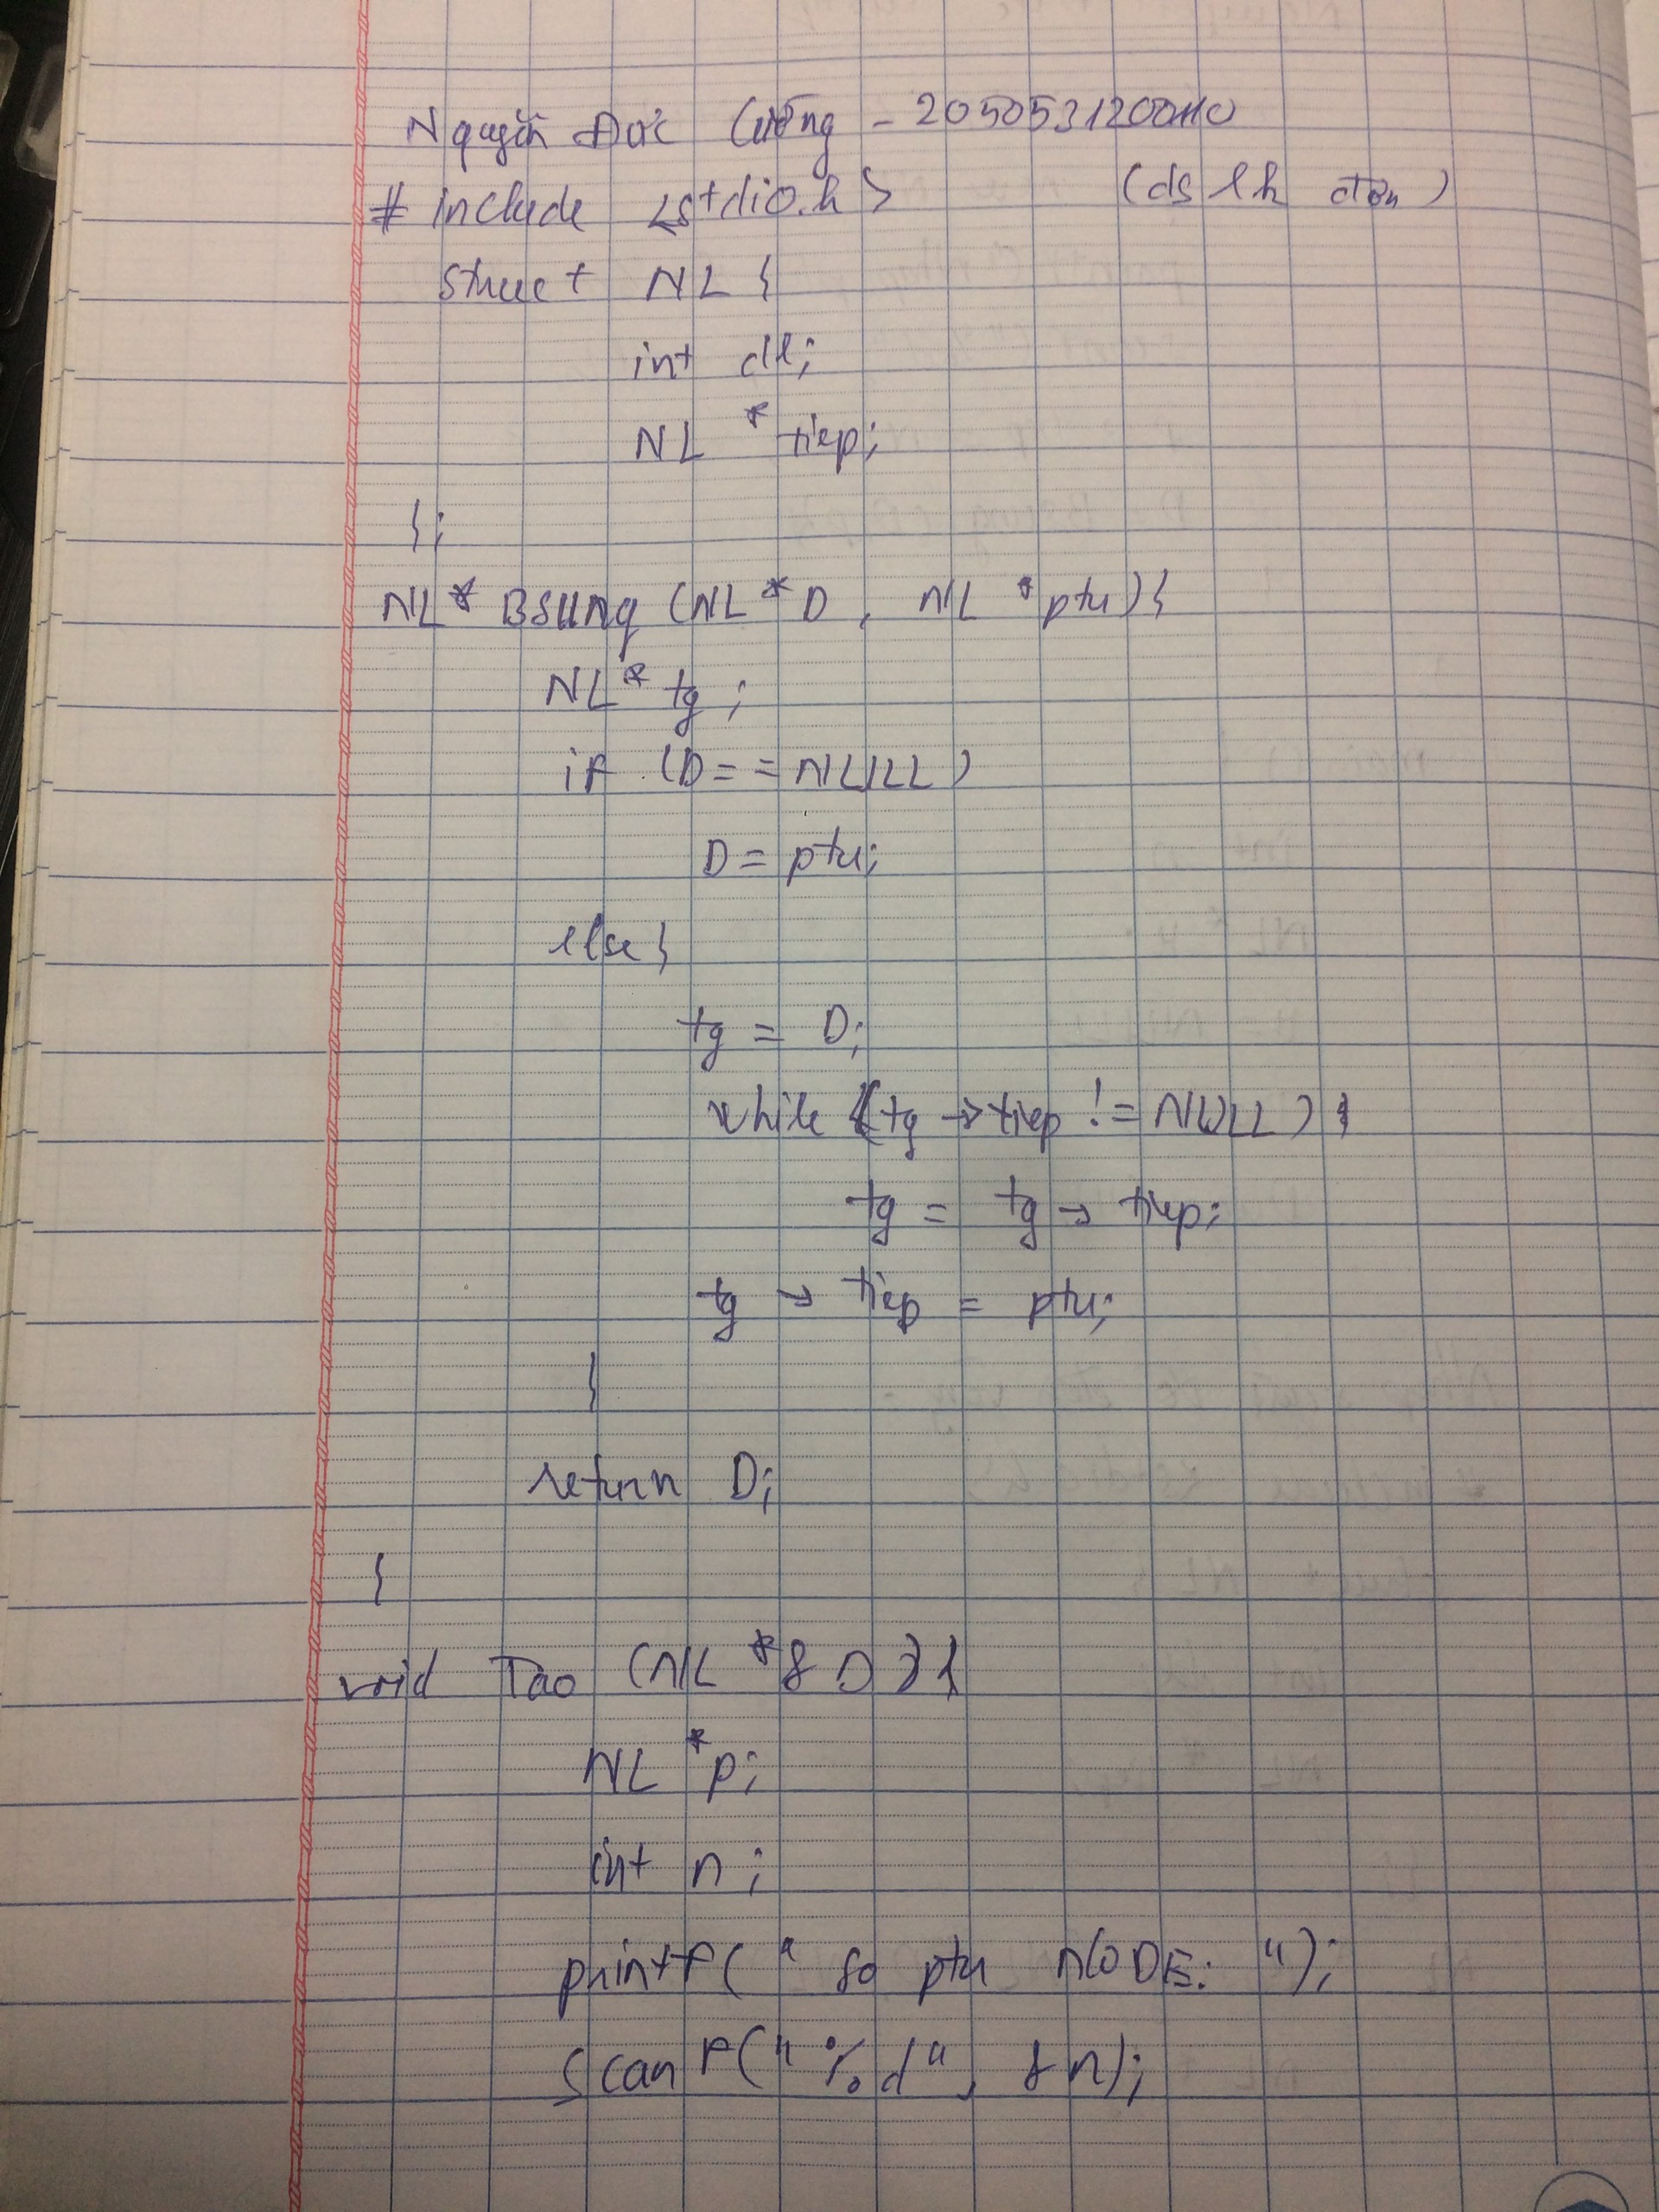 Nguyễn Đức Cường - 2050531200110
# include <stdio.h> (ds lk đơn)
struct NL {
int dl;
NL * tiep;
};
NL* BSUNG (NL * D, NL * ptu) {
NL * tg;
if (D == NULL)
D = ptu;
else {
tg = D;
while (tg -> tiep != NULL) {
tg = tg -> tiep;
tg -> tiep = ptu;
}
return D;
}
void Tao (NL * & D) {
NL * p;
int n;
printf(" so ptu NODE: ");
scanf("%d", &n);